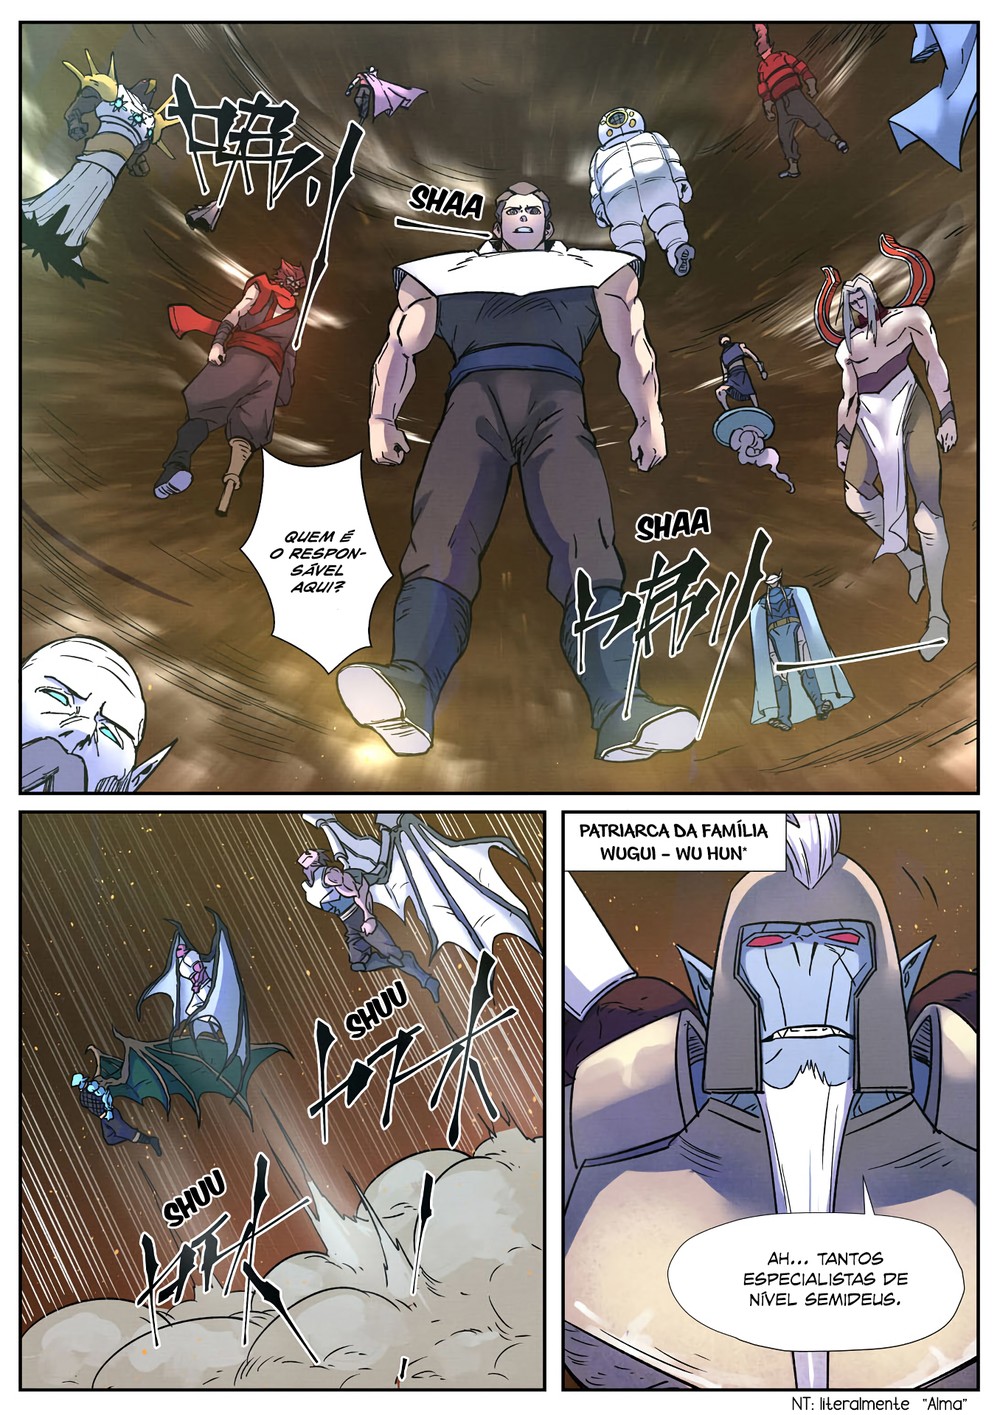 SHAA
QUEM É
O RESPON-
SÁVEL
AQUI?
SHAA
SHUU
SHUU
PATRIARCA DA FAMÍLIA
WUGUI - WU HUN*
AH... TANTOS
ESPECIALISTAS DE
NÍVEL SEMIDEUS.
NT: literalmente "Alma"